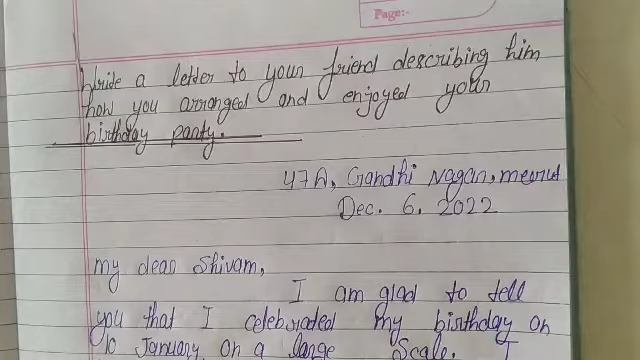 Page:-
Write a letter to your friend describing him
how you arranged and enjoyed your
birthday party.
47A, Gandhi Nagar, meerut
Dec. 6, 2022
my dear Shivam,
I am glad to tell
you that I celebrated my birthday on
10 January on a large Scale. I